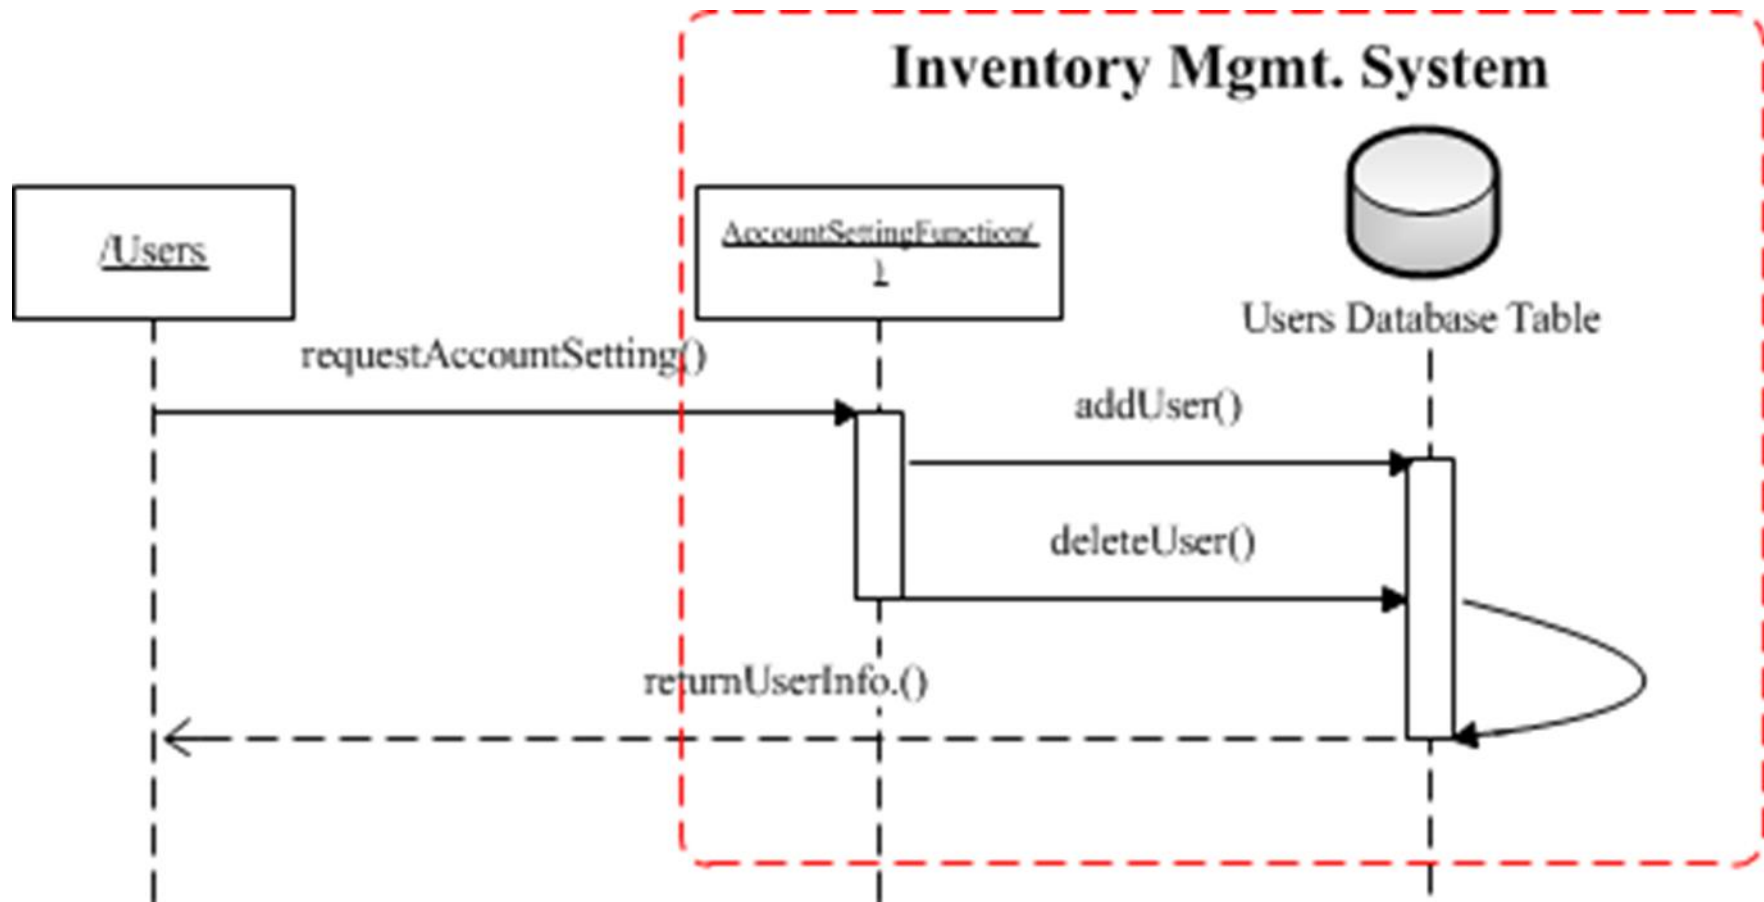 Inventory Mgmt. System
/Users
AccountSettingFunction(
)
Users Database Table
requestAccountSetting()
addUser()
deleteUser()
returnUserInfo.()